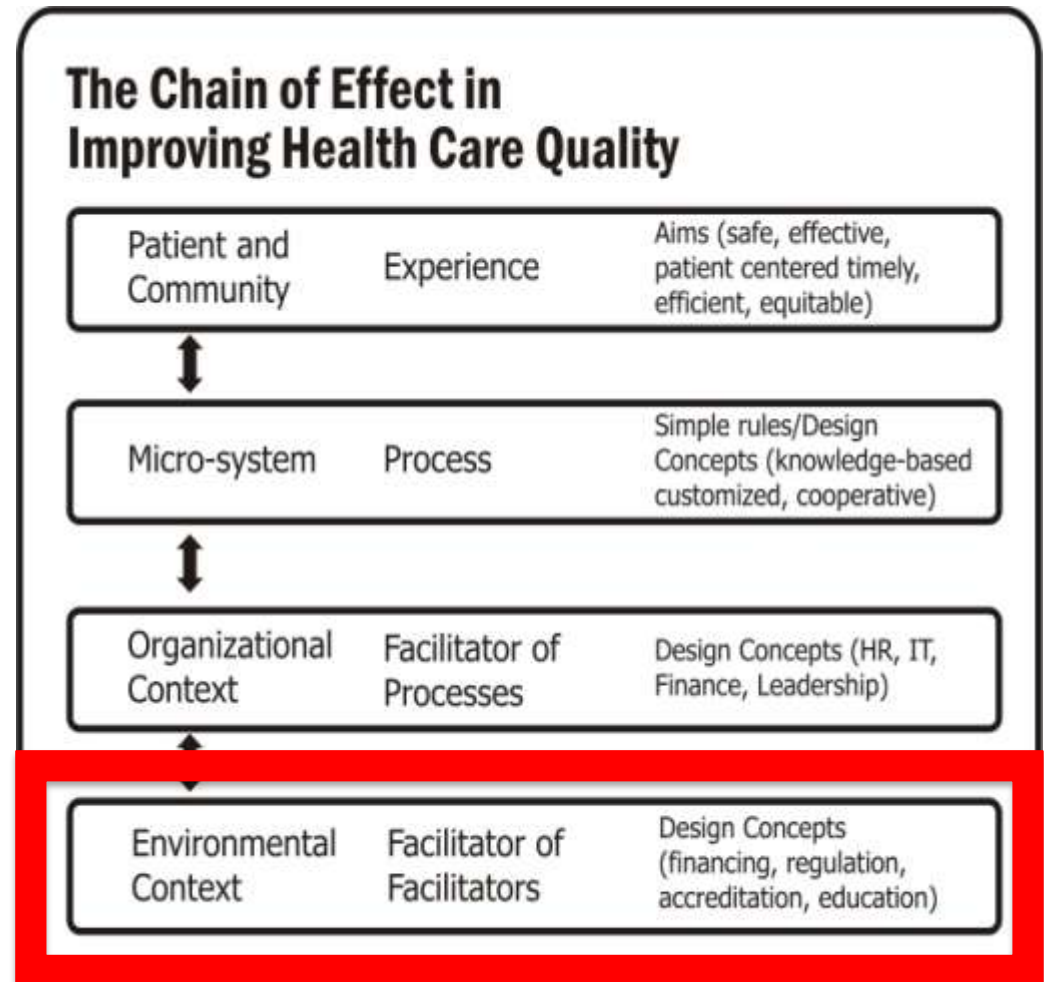 The Chain of Effect in
Improving Health Care Quality
Patient and
Community
Experience
Aims (safe, effective,
patient centered timely,
efficient, equitable)
Micro-system
Process
Simple rules/Design
Concepts (knowledge-based
customized, cooperative)
Organizational
Context
Facilitator of
Processes
Design Concepts (HR, IT,
Finance, Leadership)
Environmental
Context
Facilitator of
Facilitators
Design Concepts
(financing, regulation,
accreditation, education)